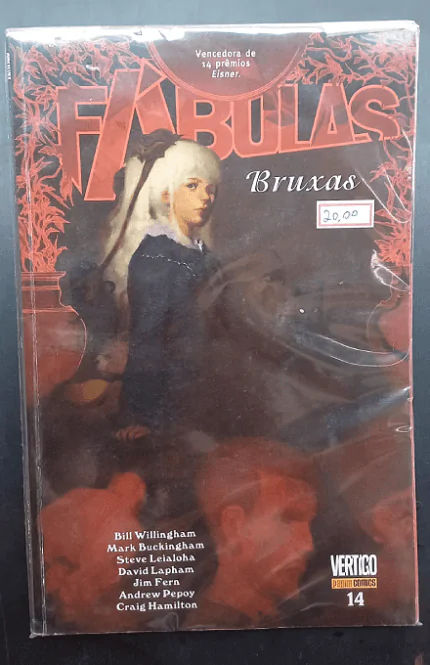 Vencedora de
14 prêmios
Eisner.
FÁBULAS
Bruxas
20,00
Bill Willingham
Mark Buckingham
Steve Leialoha
David Lapham
Jim Fern
Andrew Pepoy
Craig Hamilton
VERTIGO
PANINI COMICS
14